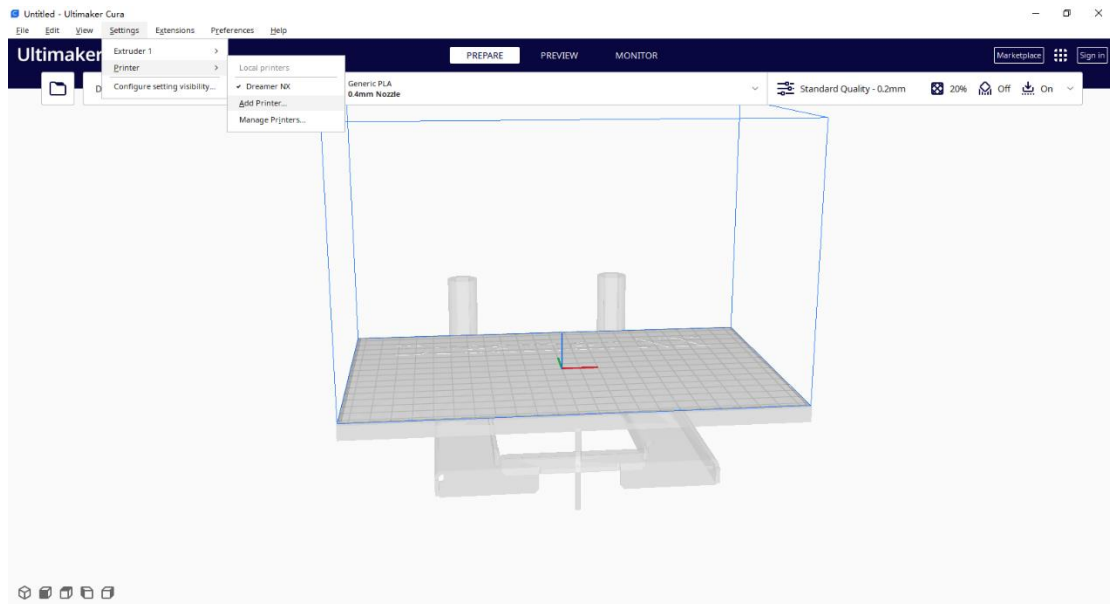 Untitled - Ultimaker Cura
File Edit View Settings Extensions Preferences Help
Ultimaker PREPARE PREVIEW MONITOR Marketplace Sign in
Extruder 1
Printer
Configure setting visibility...
Local printers
Dreamer NX
Add Printer...
Manage Printers...
Generic PLA
0.4mm Nozzle
Standard Quality - 0.2mm 20% Off On